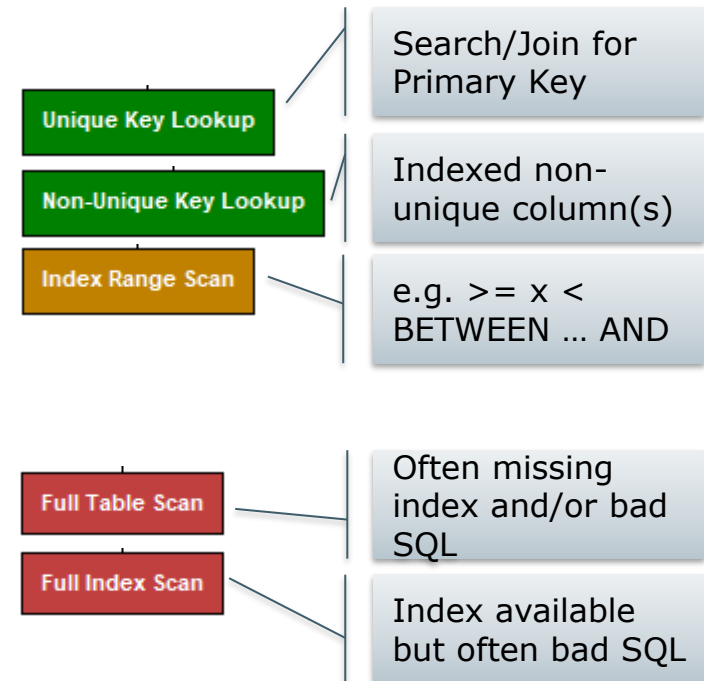 Search/Join for
Primary Key
Unique Key Lookup
Indexed non-
unique column(s)
Non-Unique Key Lookup
Index Range Scan
e.g. >= x <
BETWEEN … AND
Often missing
index and/or bad
SQL
Full Table Scan
Full Index Scan
Index available
but often bad SQL